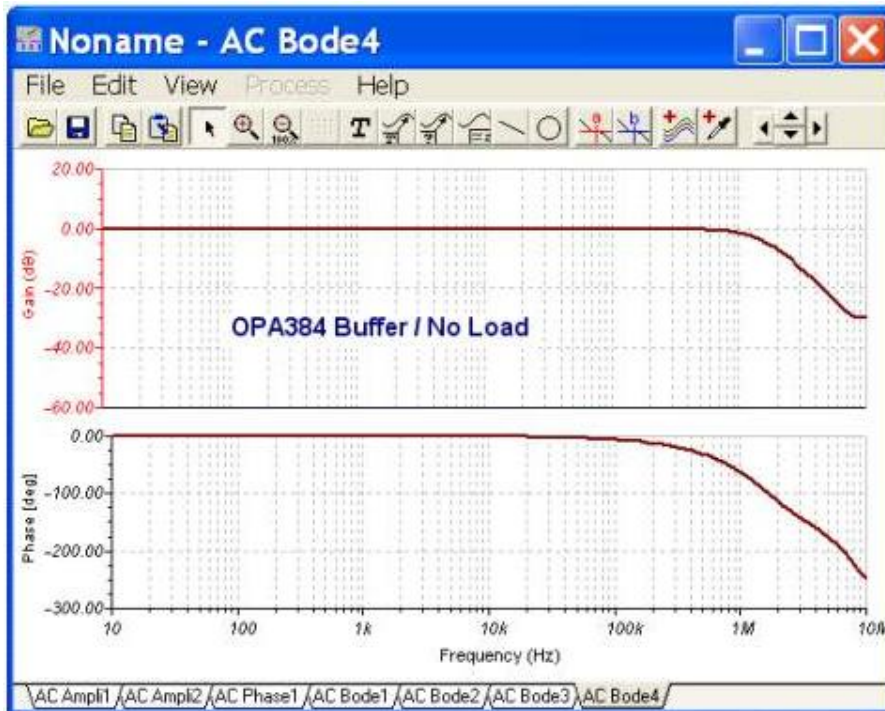 Noname - AC Bode4
File Edit View Process Help
T
100%
a
b
20.00
0.00
-20.00
-40.00
-60.00
Gain (dB)
OPA384 Buffer / No Load
0.00
-100.00
-200.00
-300.00
Phase [deg]
10 100 1k 10k 100k 1M 10M
Frequency (Hz)
AC Ampli1 AC Ampli2 AC Phase1 AC Bode1 AC Bode2 AC Bode3 AC Bode4